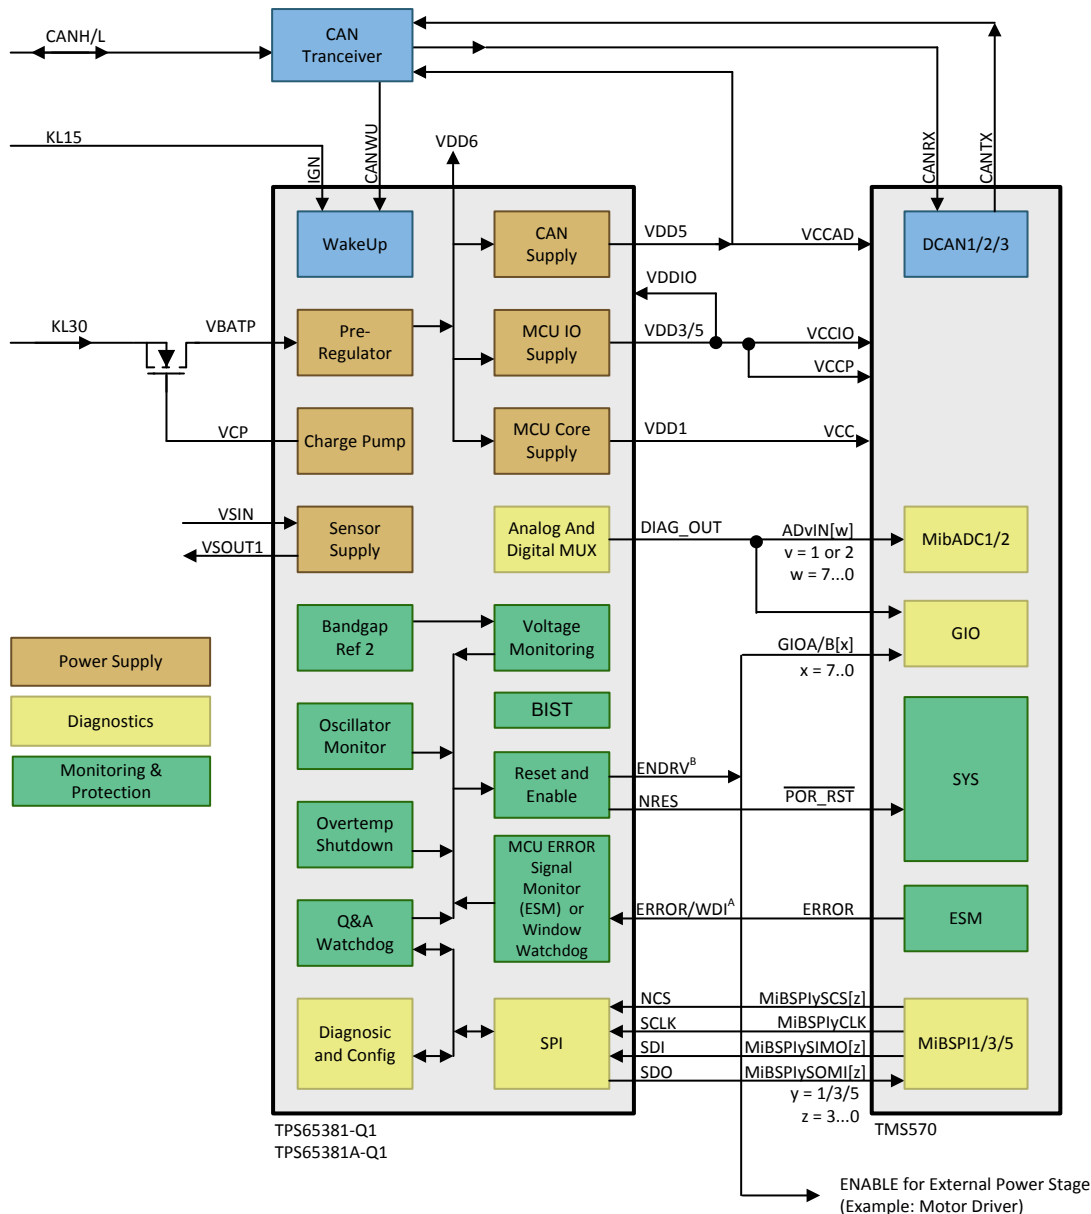 CANH/L
CAN
Tranceiver
KL15
IGN
CANWU
VDD6
CANRX
CANTX
WakeUp
CAN
Supply
VDD5
VCCAD
DCAN1/2/3
VDDIO
KL30
VBATP
Pre-
Regulator
MCU IO
Supply
VDD3/5
VCCIO
VCCP
VCP
Charge Pump
MCU Core
Supply
VDD1
VCC
VSIN
VSOUT1
Sensor
Supply
Analog And
Digital MUX
DIAG_OUT
ADvIN[w]
v = 1 or 2
w = 7...0
MibADC1/2
Bandgap
Ref 2
Voltage
Monitoring
GIOA/B[x]
x = 7..0
GIO
Power Supply
Diagnostics
Monitoring &
Protection
BIST
Oscillator
Monitor
Reset and
Enable
ENDRVᴮ
NRES
POR_RST
SYS
Overtemp
Shutdown
MCU ERROR
Signal
Monitor
(ESM) or
Window
Watchdog
Q&A
Watchdog
ERROR/WDIᴬ
ERROR
ESM
Diagnosic
and Config
SPI
NCS
MiBSPIySCS[z]
SCLK
MiBSPIyCLK
SDI
MiBSPIySIMO[z]
SDO
MiBSPIySOMI[z]
y = 1/3/5
z = 3...0
MiBSPI1/3/5
TPS65381-Q1
TPS65381A-Q1
TMS570
ENABLE for External Power Stage
(Example: Motor Driver)